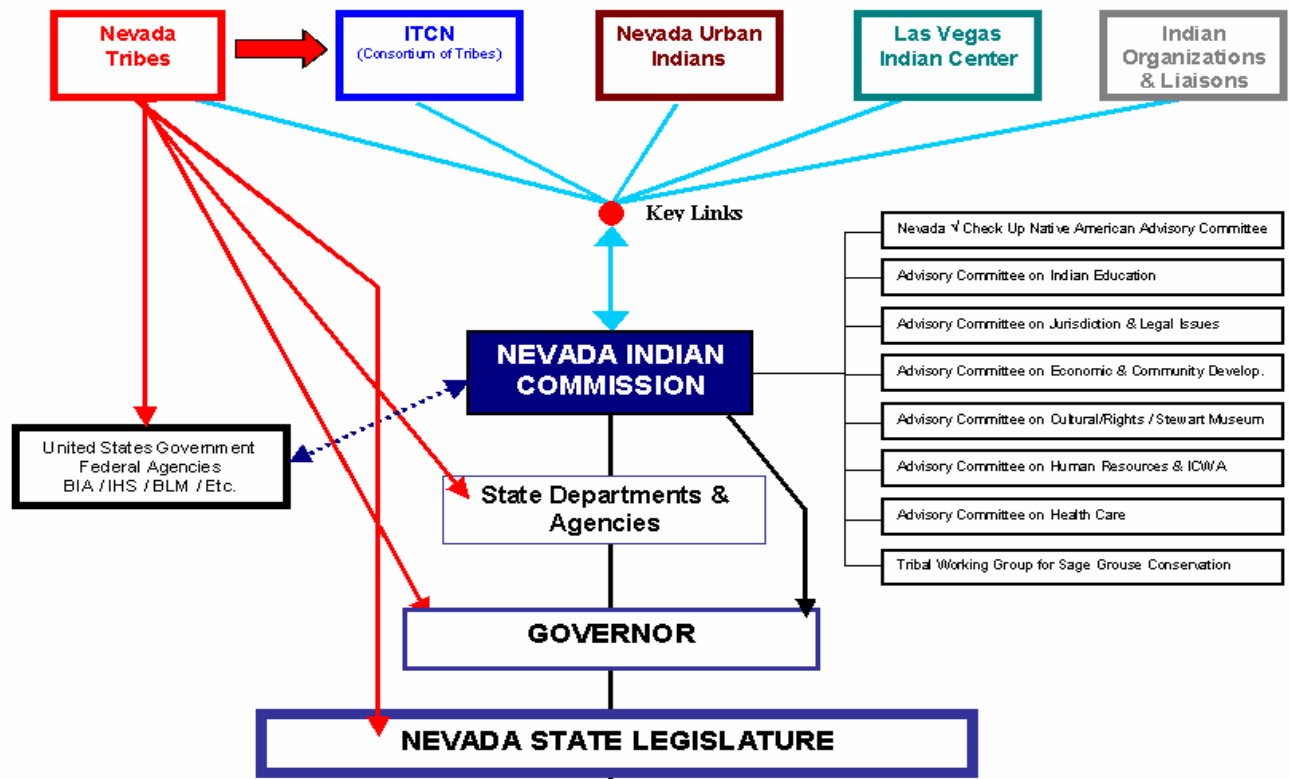 Nevada
Tribes
ITCN
(Consortium of Tribes)
Nevada Urban
Indians
Las Vegas
Indian Center
Indian
Organizations
& Liaisons
Key Links
Nevada √ Check Up Native American Advisory Committee
Advisory Committee on Indian Education
Advisory Committee on Jurisdiction & Legal Issues
NEVADA INDIAN
COMMISSION
Advisory Committee on Economic & Community Develop.
Advisory Committee on Cultural/Rights / Stewart Museum
Advisory Committee on Human Resources & ICWA
Advisory Committee on Health Care
Tribal Working Group for Sage Grouse Conservation
United States Government
Federal Agencies
BIA / IHS / BLM / Etc.
State Departments &
Agencies
GOVERNOR
NEVADA STATE LEGISLATURE